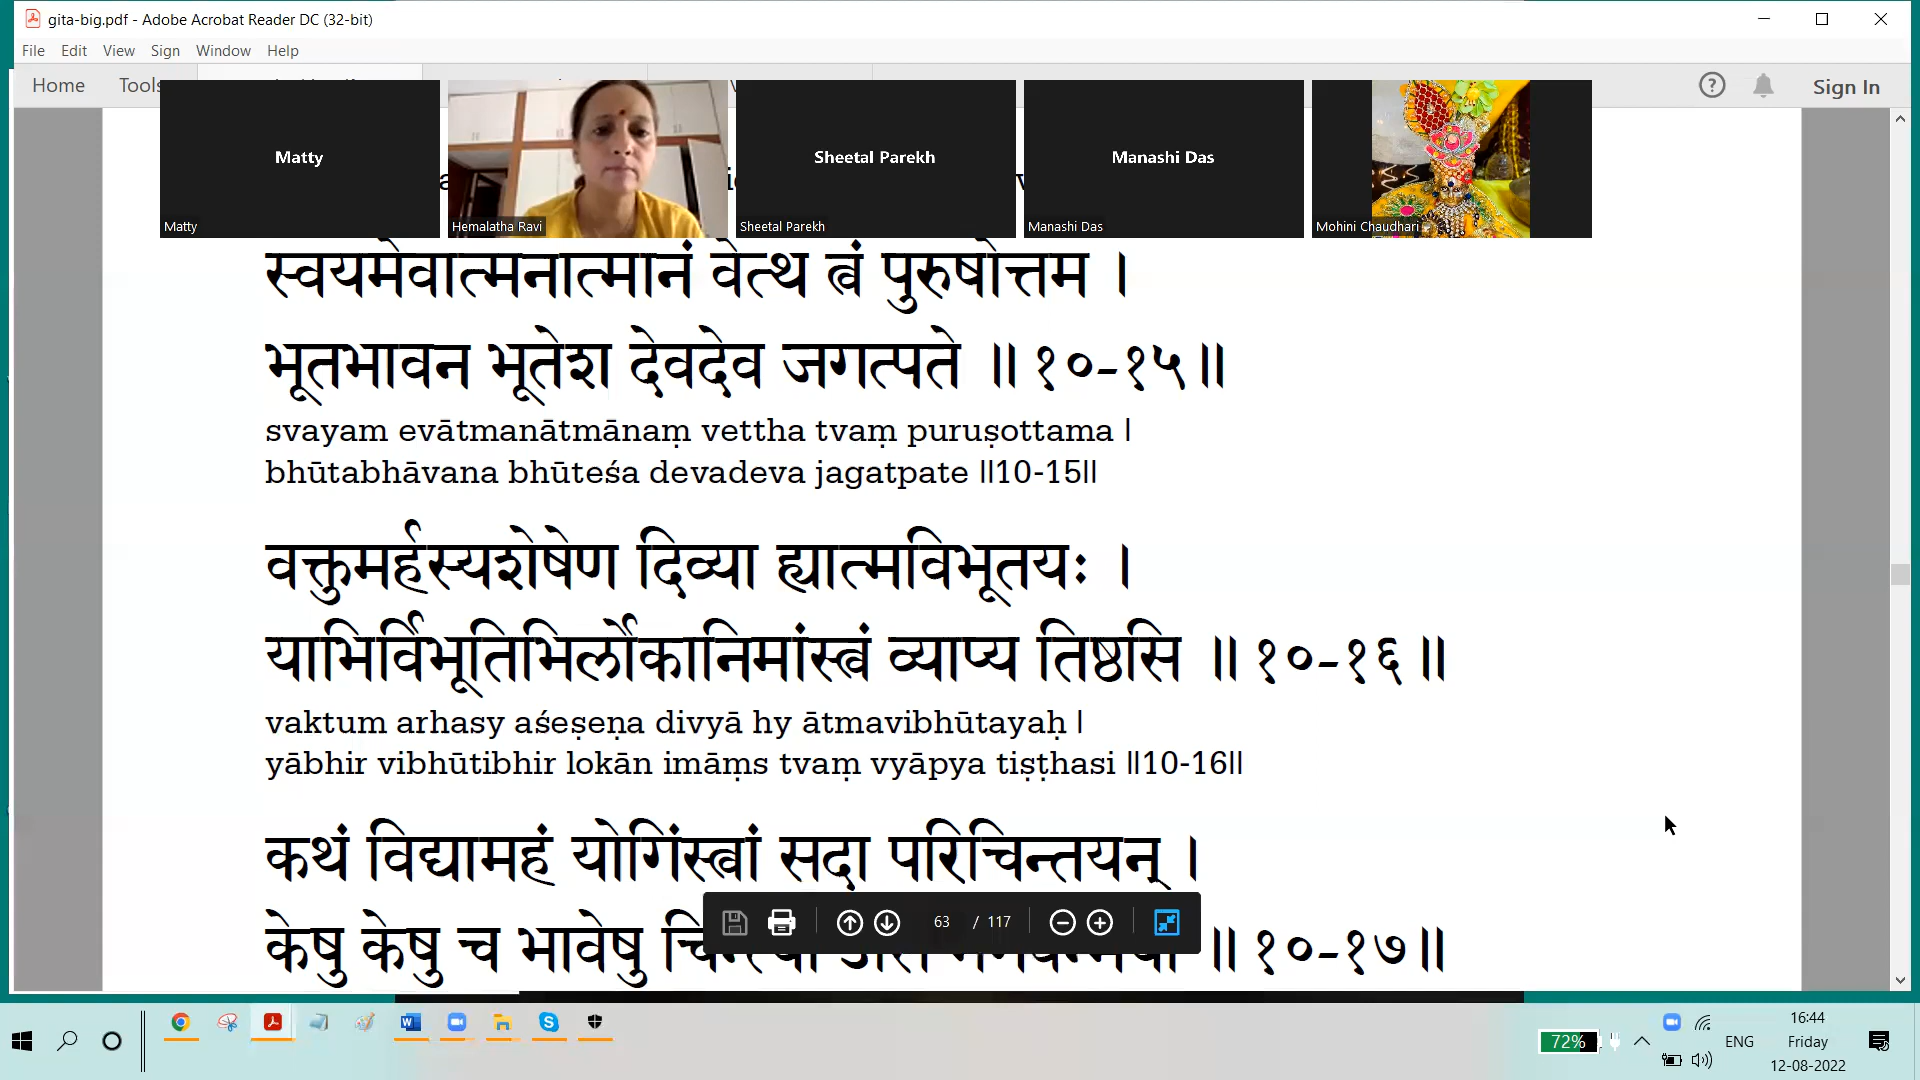 gita-big.pdf - Adobe Acrobat Reader DC (32-bit)
File Edit View Sign Window Help
Home Tools Sign In
Matty Sheetal Parekh Manashi Das
Matty Hemalatha Ravi Sheetal Parekh Manashi Das Mohini Chaudhari
स्वयमेवात्मनात्मानं वेत्थ त्वं पुरुषोत्तम ।
भूतभावन भूतेश देवदेव जगत्पते ॥ १०-१५॥
svayam evātmanātmānaṃ vettha tvaṃ puruṣottama |
bhūtabhāvana bhūteśa devadeva jagatpate ||10-15||
वक्तुमर्हस्यशेषेण दिव्या ह्यात्मविभूतयः ।
याभिर्विभूतिभिर्लोकानिमांस्त्वं व्याप्य तिष्ठसि ॥ १०-१६॥
vaktum arhasy aśeṣeṇa divyā hy ātmavibhūtayaḥ |
yābhir vibhūtibhir lokān imāṃs tvaṃ vyāpya tiṣṭhasi ||10-16||
कथं विद्यामहं योगिंस्त्वां सदा परिचिन्तयन् ।
केषु केषु च भावेषु ॥ १०-१७॥
63 / 117
72% ENG
16:44
Friday
12-08-2022